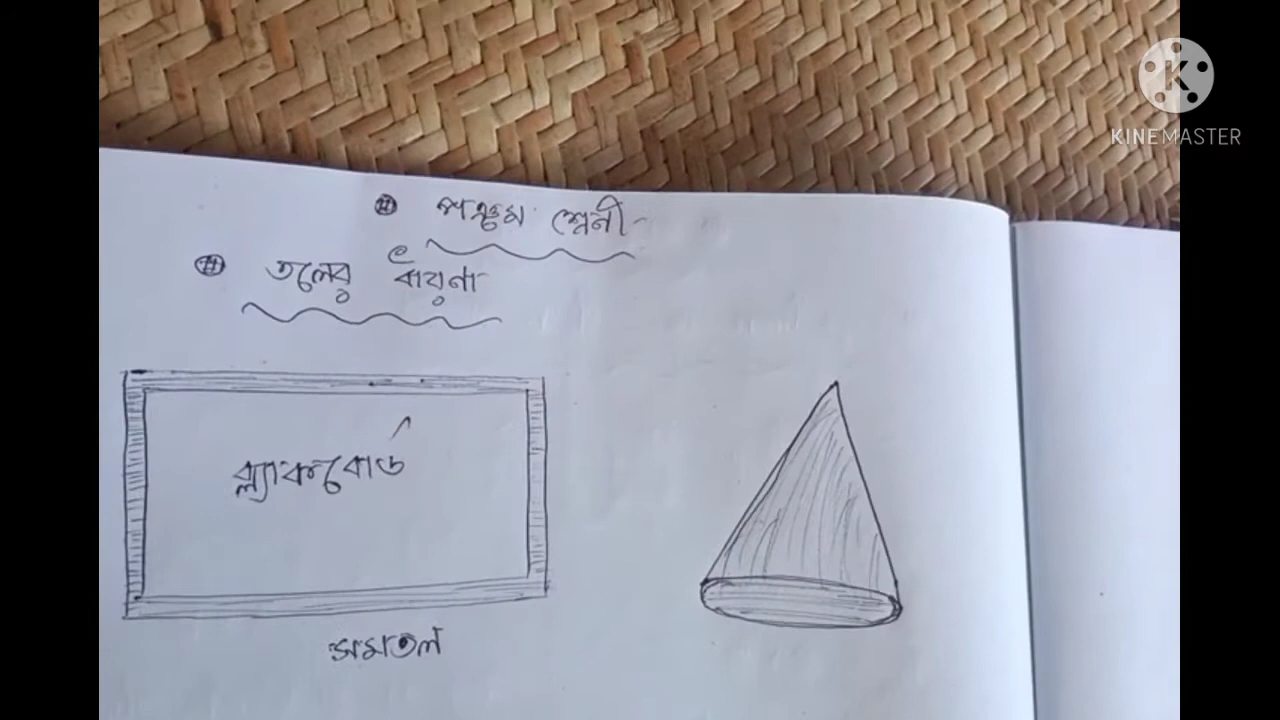 KINEMASTER
# পঞ্চম শ্রেনী
# তলের ধারণা
ব্ল্যাকবোর্ড
সমতল